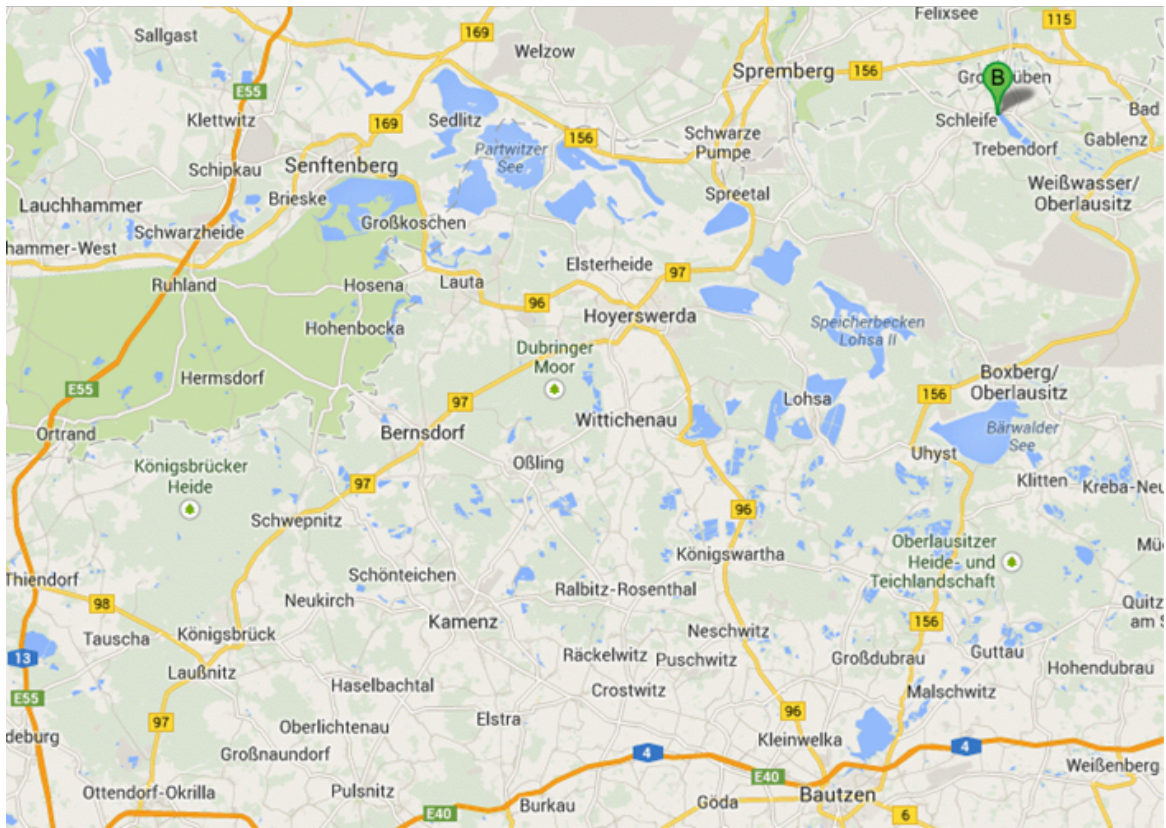 Sallgast
169
Welzow
Felixsee
115
Spremberg
156
B
Schleife
Bad
Trebendorf
Gablenz
E55
Klettwitz
169
Sedlitz
Partwitzer
See
156
Schwarze
Pumpe
Senftenberg
Schipkau
Brieske
Spreetal
Weißwasser/
Oberlausitz
Lauchhammer
Großkoschen
Schwarzheide
hammer-West
Elsterheide
97
Ruhland
Hosena
Lauta
96
Hoyerswerda
Speicherbecken
Lohsa II
Hohenbocka
Dubringer
Moor
Hermsdorf
E55
97
Boxberg/
Oberlausitz
156
Lohsa
Wittichenau
Bernsdorf
Ortrand
Bärwalder
See
Uhyst
Königsbrücker
Heide
Oßling
97
Klitten
Kreba-Neu
96
Schwepnitz
Königswartha
Oberlausitzer
Heide- und
Teichlandschaft
Mü
Thiendorf
98
Schönteichen
Neukirch
Ralbitz-Rosenthal
Quitz
am S
Kamenz
156
Tauscha
Königsbrück
Neschwitz
13
Räckelwitz
Puschwitz
Großdubrau
Guttau
Hohendubrau
Laußnitz
E55
Haselbachtal
Crostwitz
Malschwitz
97
Oberlichtenau
Elstra
96
deburg
Großnaundorf
4
Kleinwelka
4
Weißenberg
E40
Ottendorf-Okrilla
Pulsnitz
E40
Burkau
Göda
Bautzen
6